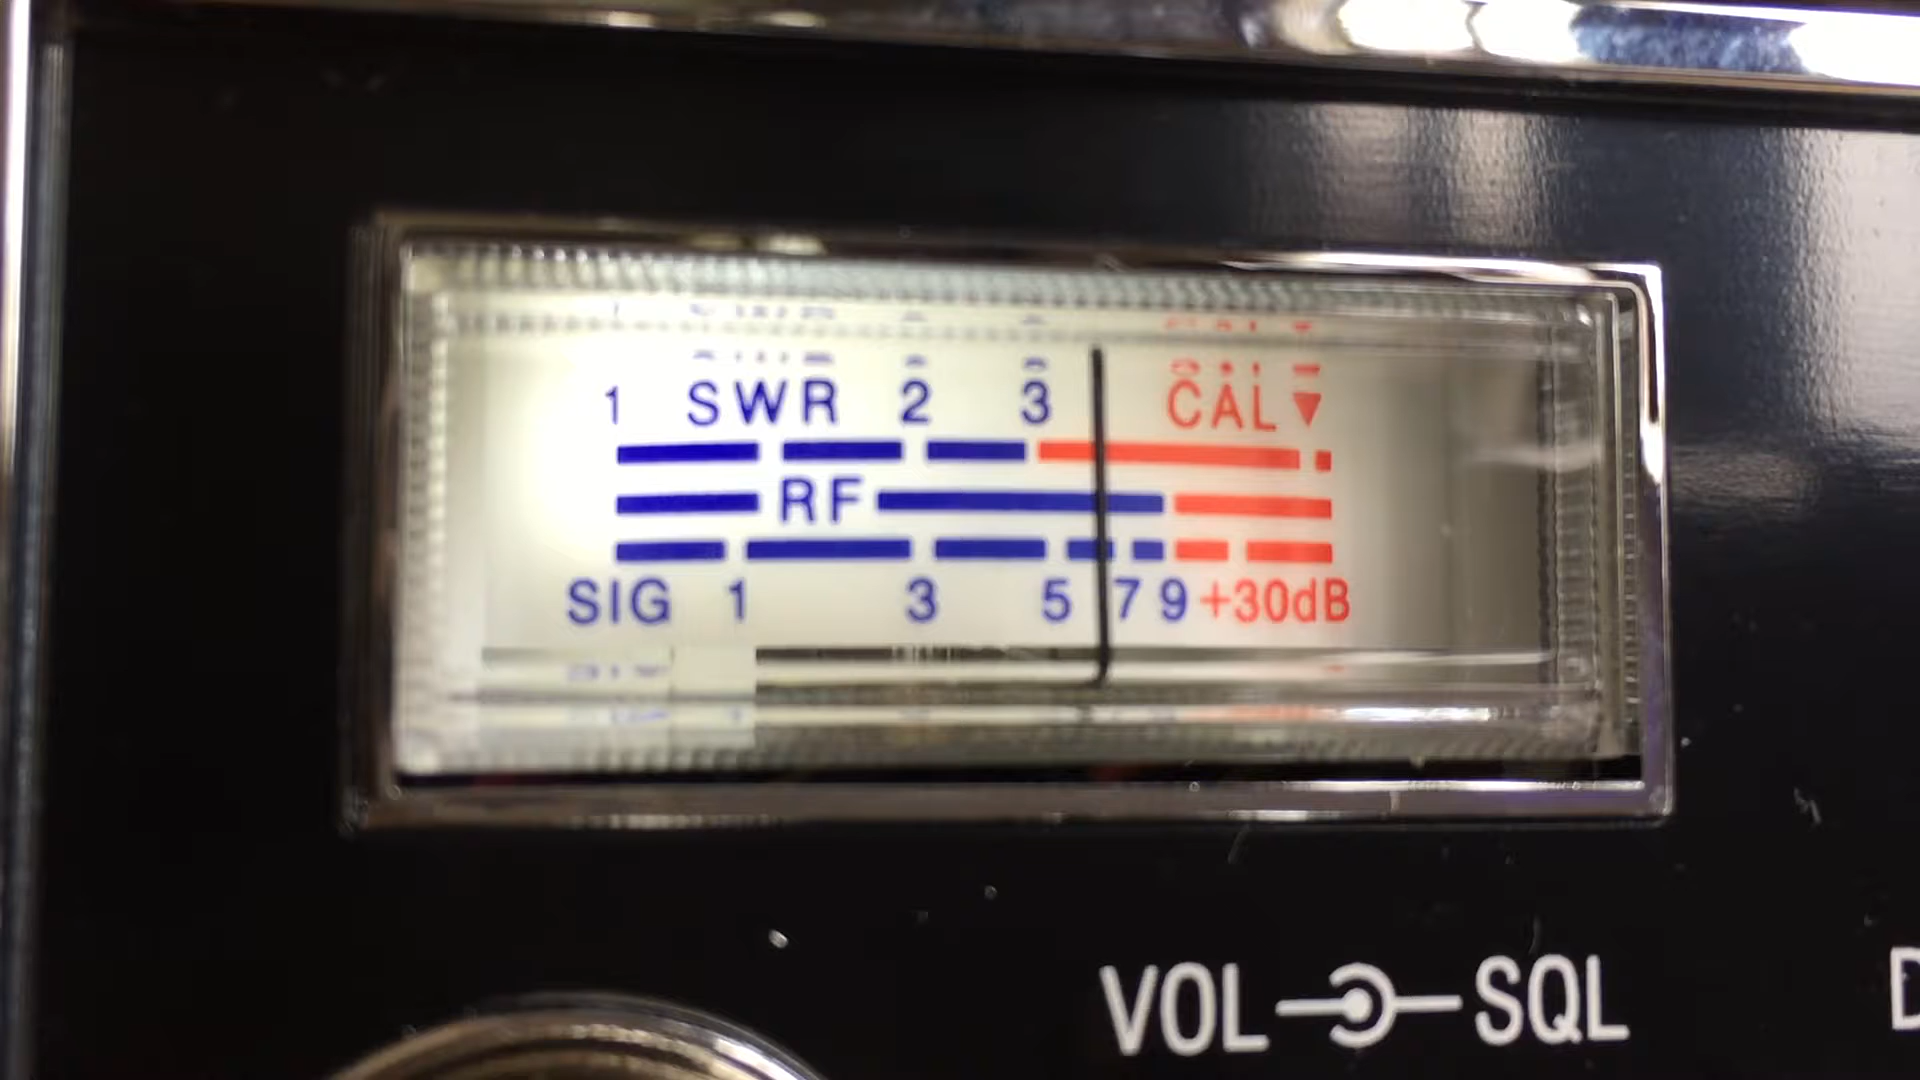 1 SWR 2 3 CAL▼
RF
SIG 1 3 5 7 9 +30dB
VOL SQL